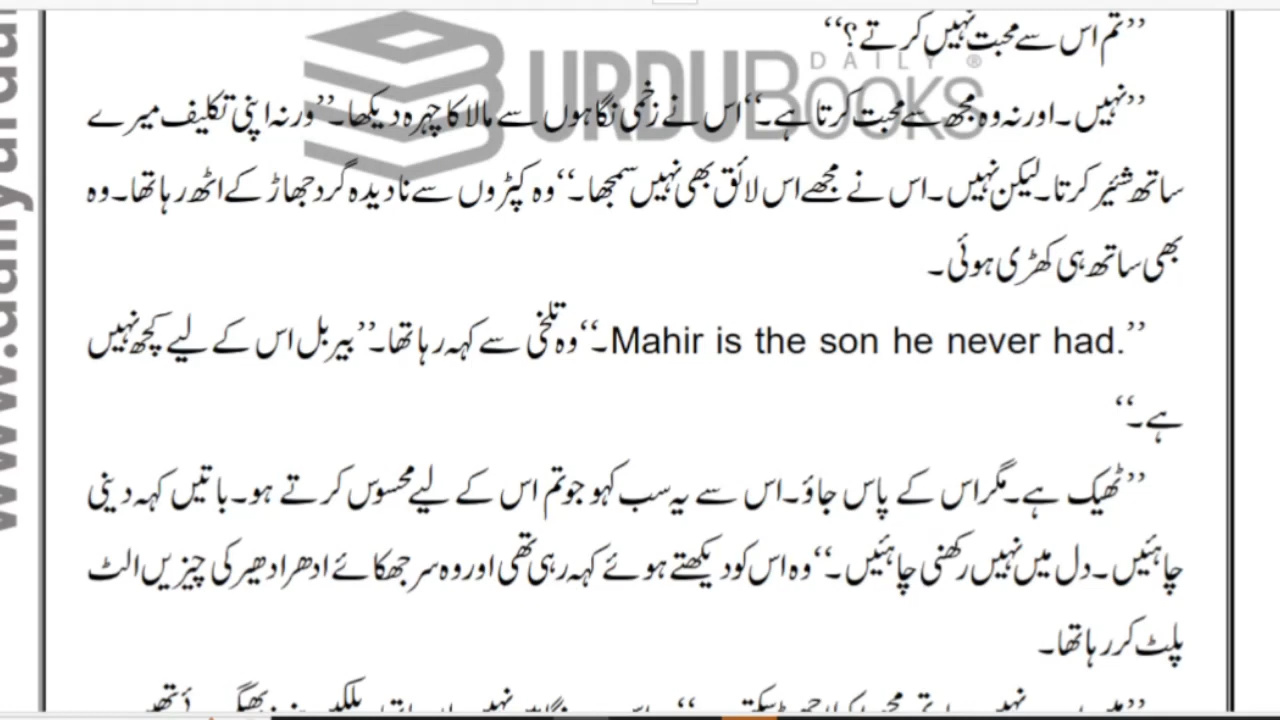 ’’تم اس سے محبت نہیں کرتے؟‘‘
DAILY ®
URDUBooks
’’نہیں۔اور نہ وہ مجھ سے محبت کرتا ہے۔‘‘اس نے زخمی نگاہوں سے مالا کا چہرہ دیکھا۔’’ورنہ اپنی تکلیف میرے
ساتھ شئیر کرتا۔لیکن نہیں۔اس نے مجھے اس لائق بھی نہیں سمجھا۔‘‘وہ کپڑوں سے نادیدہ گرد جھاڑ کے اٹھ رہا تھا۔وہ
بھی ساتھ ہی کھڑی ہوئی۔
’’Mahir is the son he never had.۔‘‘وہ تلخی سے کہہ رہا تھا۔’’بیربل اس کے لیے کچھ نہیں
ہے۔‘‘
’’ٹھیک ہے۔مگر اس کے پاس جاؤ۔اس سے یہ سب کہو جو تم اس کے لیے محسوس کرتے ہو۔باتیں کہہ دینی
چاہئیں۔دل میں نہیں رکھنی چاہئیں۔‘‘وہ اس کو دیکھتے ہوئے کہہ رہی تھی اور وہ سر جھکائے ادھر ادھر کی چیزیں الٹ
پلٹ کر رہا تھا۔